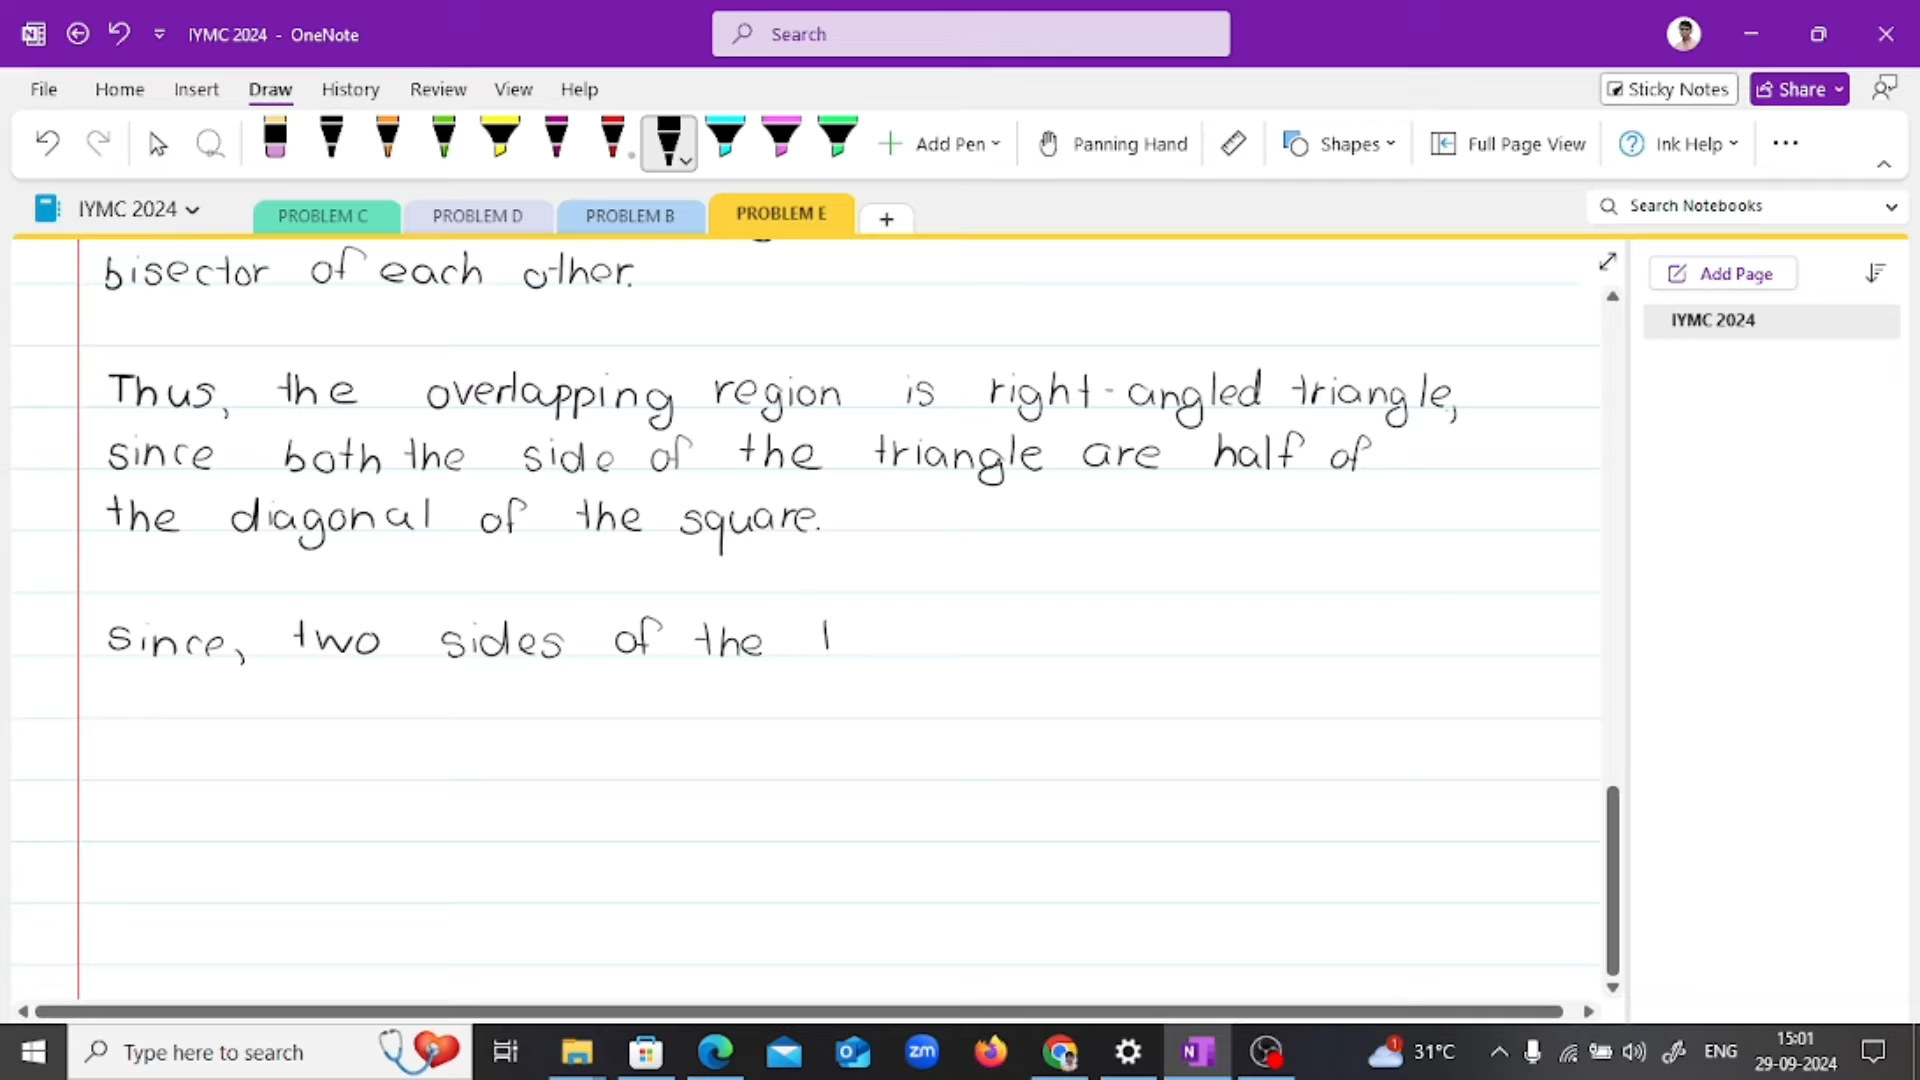 IYMC 2024 - OneNote
Search
File Home Insert Draw History Review View Help
Sticky Notes Share
Add Pen Panning Hand Shapes Full Page View Ink Help
IYMC 2024 PROBLEM C PROBLEM D PROBLEM B PROBLEM E + Search Notebooks
Add Page
IYMC 2024
bisector of each other.
Thus, the overlapping region is right-angled triangle,
since both the side of the triangle are half of
the diagonal of the square.
since, two sides of the
Type here to search zm N 1 31°C ENG
15:01
29-09-2024